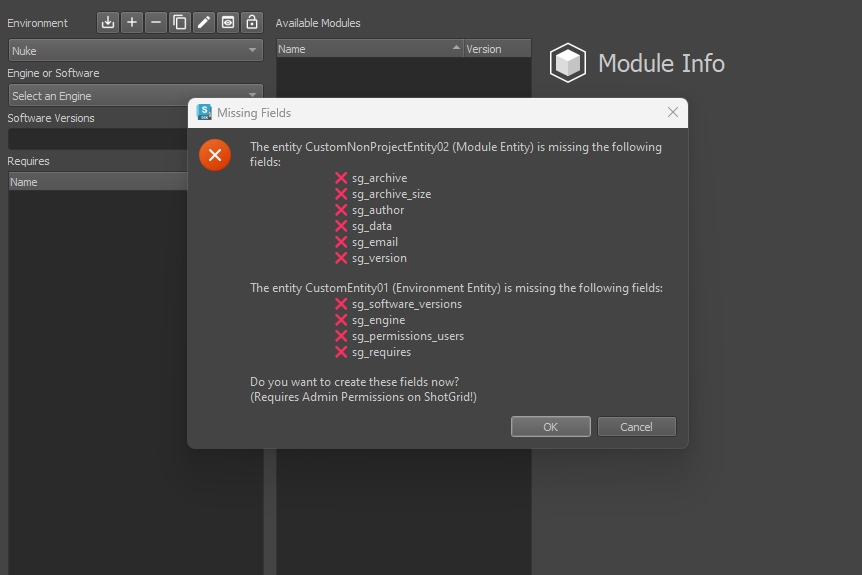 Environment
Nuke
Engine or Software
Select an Engine
Software Versions
Requires
Name
Available Modules
Name
Version
Module Info
Missing Fields
The entity CustomNonProjectEntity02 (Module Entity) is missing the following
fields:
sg_archive
sg_archive_size
sg_author
sg_data
sg_email
sg_version
The entity CustomEntity01 (Environment Entity) is missing the following fields:
sg_software_versions
sg_engine
sg_permissions_users
sg_requires
Do you want to create these fields now?
(Requires Admin Permissions on ShotGrid!)
OK
Cancel